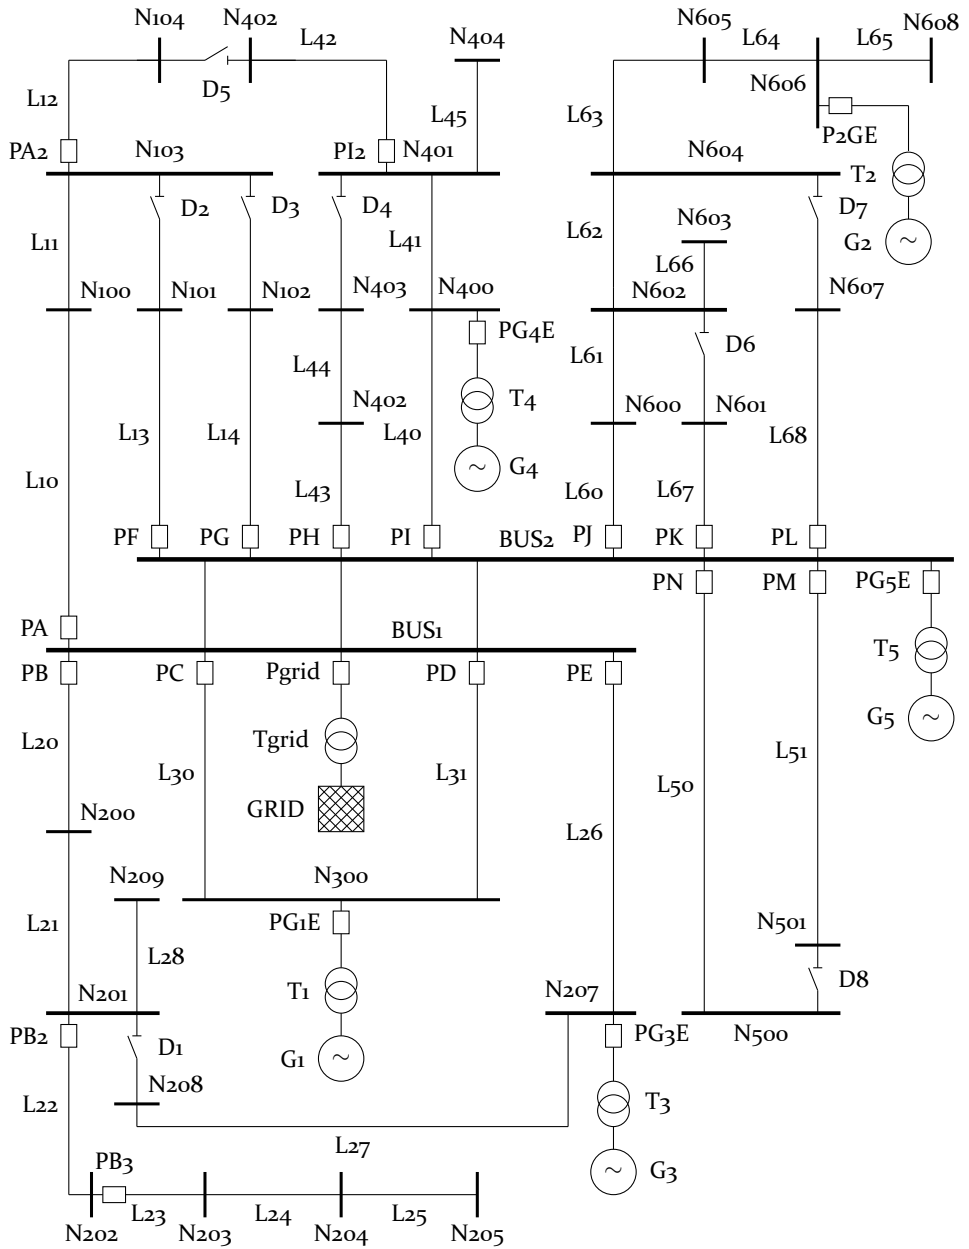 N104 N402 L42 N404 N605 N608
L64 L65
D5 N606
L12 L45 L63
P2GE
PA2 N103 PI2 N401 N604
T2
D2 D3 D4 D7
N603
L11 L41 L62 G2
L66
N100 N101 N102 N403 N400 N602 N607
PG4E
D6
L44 L61
T4
N402 N600 N601
L13 L14 L40 L68
G4
L10 L43 L60 L67
PF PG PH PI BUS2 PJ PK PL
PN PM PG5E
PA BUS1
T5
PB PC Pgrid PD PE
G5
L20 Tgrid
L30 L31 L50 L51
GRID
N200
L26
N209 N300
L21 PG1E N501
L28
D8
N201 T1 N207
PB2 D1 PG3E N500
G1
N208
L22 T3
L27
PB3 G3
L23 L24 L25
N202 N203 N204 N205